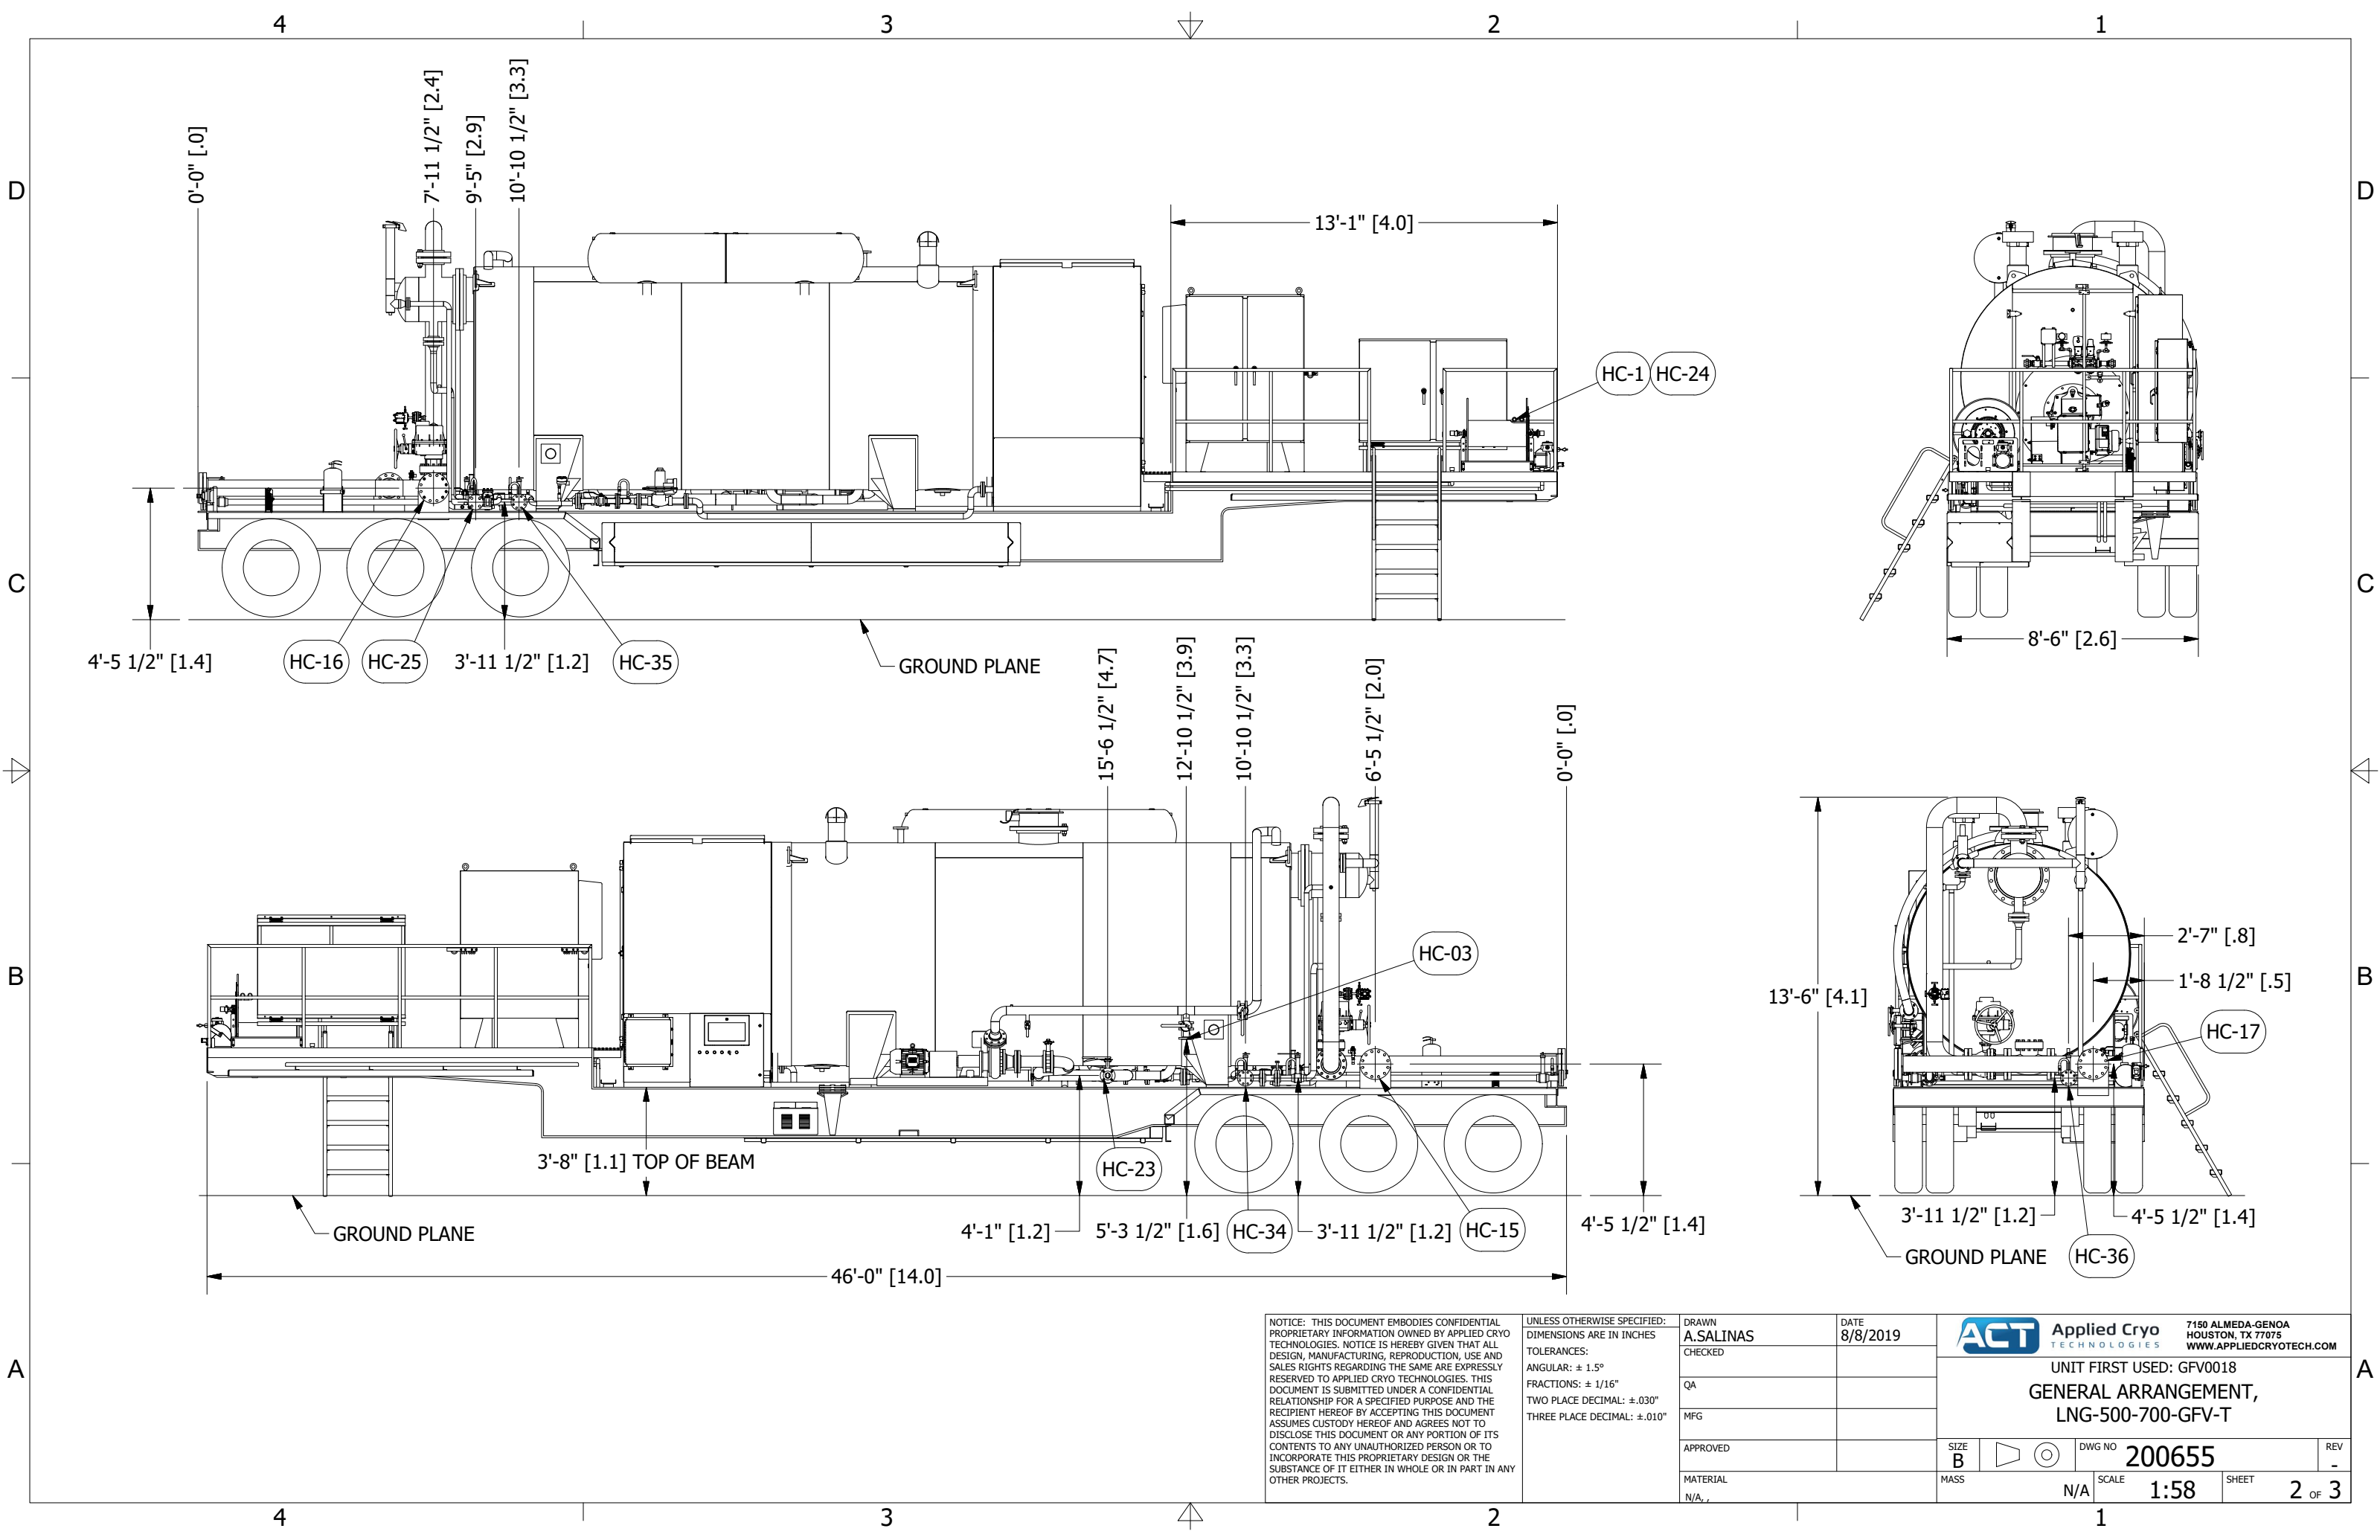 4 3 2 1
D D
0'-0" [.0]
7'-11 1/2" [2.4]
9'-5" [2.9]
10'-10 1/2" [3.3]
13'-1" [4.0]
HC-1 HC-24
C C
4'-5 1/2" [1.4]
HC-16
HC-25
3'-11 1/2" [1.2]
HC-35
GROUND PLANE
8'-6" [2.6]
15'-6 1/2" [4.7]
12'-10 1/2" [3.9]
10'-10 1/2" [3.3]
6'-5 1/2" [2.0]
0'-0" [.0]
B B
HC-03
3'-8" [1.1] TOP OF BEAM
HC-23
GROUND PLANE
4'-1" [1.2]
5'-3 1/2" [1.6]
HC-34
3'-11 1/2" [1.2]
HC-15
4'-5 1/2" [1.4]
46'-0" [14.0]
13'-6" [4.1]
2'-7" [.8]
1'-8 1/2" [.5]
HC-17
3'-11 1/2" [1.2]
4'-5 1/2" [1.4]
GROUND PLANE
HC-36
A A
NOTICE: THIS DOCUMENT EMBODIES CONFIDENTIAL
PROPRIETARY INFORMATION OWNED BY APPLIED CRYO
TECHNOLOGIES. NOTICE IS HEREBY GIVEN THAT ALL
DESIGN, MANUFACTURING, REPRODUCTION, USE AND
SALES RIGHTS REGARDING THE SAME ARE EXPRESSLY
RESERVED TO APPLIED CRYO TECHNOLOGIES. THIS
DOCUMENT IS SUBMITTED UNDER A CONFIDENTIAL
RELATIONSHIP FOR A SPECIFIED PURPOSE AND THE
RECIPIENT HEREOF BY ACCEPTING THIS DOCUMENT
ASSUMES CUSTODY HEREOF AND AGREES NOT TO
DISCLOSE THIS DOCUMENT OR ANY PORTION OF ITS
CONTENTS TO ANY UNAUTHORIZED PERSON OR TO
INCORPORATE THIS PROPRIETARY DESIGN OR THE
SUBSTANCE OF IT EITHER IN WHOLE OR IN PART IN ANY
OTHER PROJECTS.
UNLESS OTHERWISE SPECIFIED:
DIMENSIONS ARE IN INCHES
TOLERANCES:
ANGULAR: ± 1.5°
FRACTIONS: ± 1/16"
TWO PLACE DECIMAL: ±.030"
THREE PLACE DECIMAL: ±.010"
DRAWN
A.SALINAS
DATE
8/8/2019
CHECKED
QA
MFG
APPROVED
MATERIAL
N/A, ,
ACT Applied Cryo
TECHNOLOGIES
7150 ALMEDA-GENOA
HOUSTON, TX 77075
WWW.APPLIEDCRYOTECH.COM
UNIT FIRST USED: GFV0018
GENERAL ARRANGEMENT,
LNG-500-700-GFV-T
SIZE
B
DWG NO 200655
REV
-
MASS
N/A
SCALE 1:58
SHEET 2 OF 3
4 3 2 1